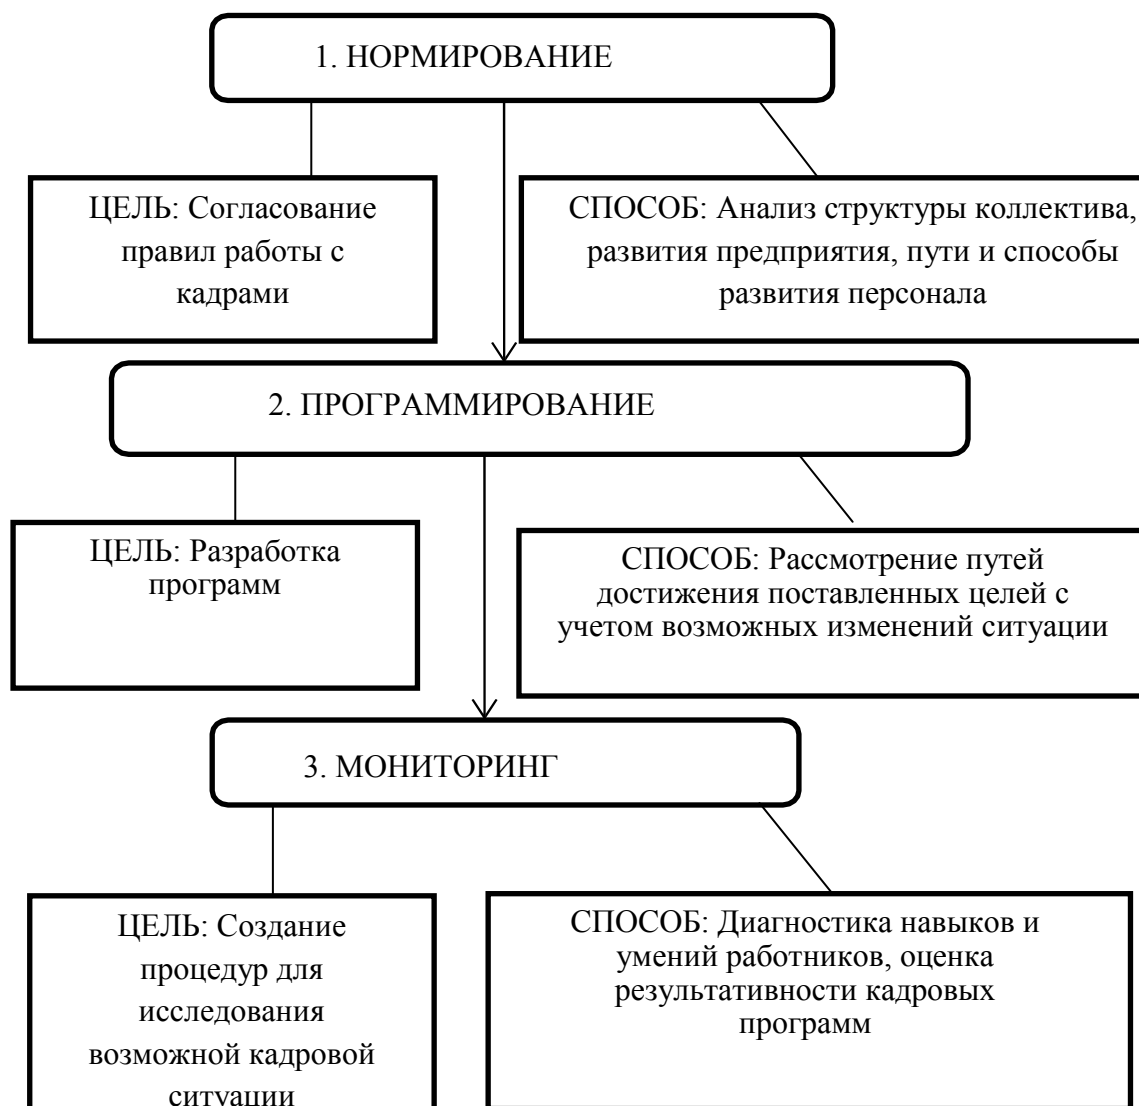 1. НОРМИРОВАНИЕ
ЦЕЛЬ: Согласование
правил работы с
кадрами
СПОСОБ: Анализ структуры коллектива,
развития предприятия, пути и способы
развития персонала
2. ПРОГРАММИРОВАНИЕ
ЦЕЛЬ: Разработка
программ
СПОСОБ: Рассмотрение путей
достижения поставленных целей с
учетом возможных изменений ситуации
3. МОНИТОРИНГ
ЦЕЛЬ: Создание
процедур для
исследования
возможной кадровой
ситуации
СПОСОБ: Диагностика навыков и
умений работников, оценка
результативности кадровых
программ